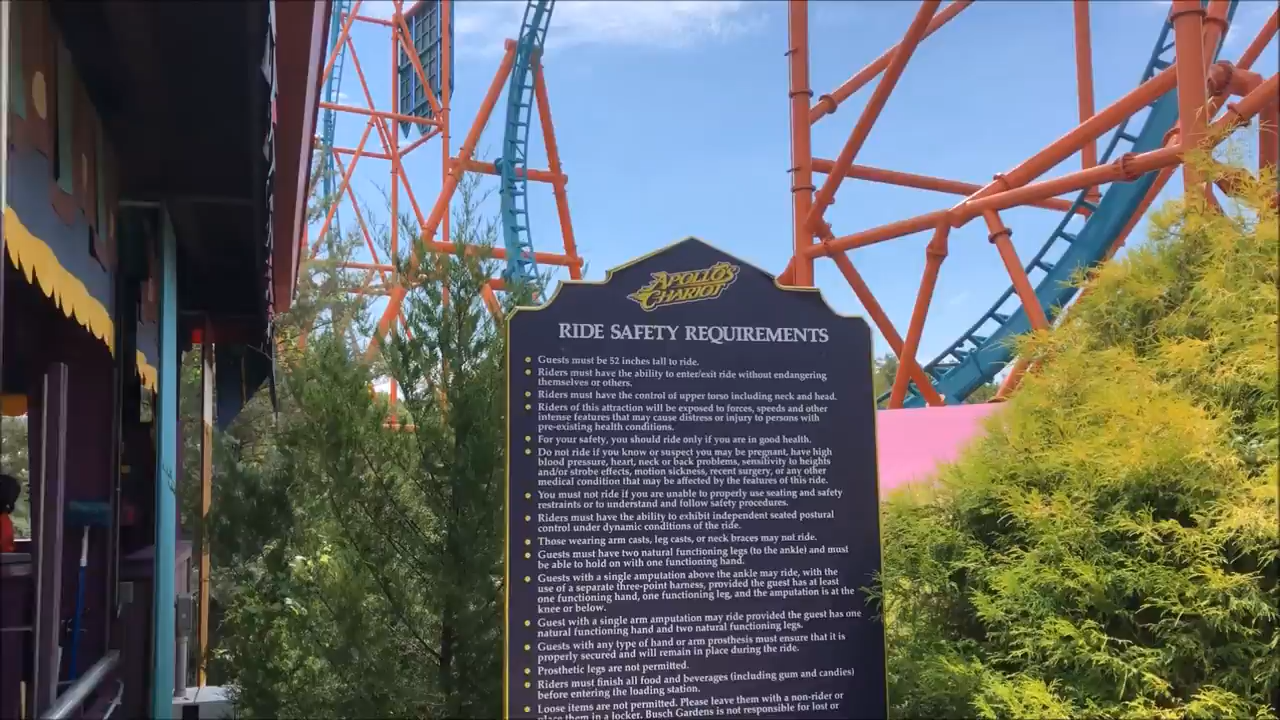 APOLLO'S
CHARIOT
RIDE SAFETY REQUIREMENTS
• Guests must be 52 inches tall to ride.
• Riders must have the ability to enter/exit ride without endangering
themselves or others.
• Riders must have the control of upper torso including neck and head.
• Riders of this attraction will be exposed to forces, speeds and other
intense features that may cause distress or injury to persons with
pre-existing health conditions.
• For your safety, you should ride only if you are in good health.
• Do not ride if you know or suspect you may be pregnant, have high
blood pressure, heart, neck or back problems, sensitivity to heights
and/or strobe effects, motion sickness, recent surgery, or any other
medical condition that may be affected by the features of this ride.
• You must not ride if you are unable to properly use seating and safety
restraints or to understand and follow safety procedures.
• Riders must have the ability to exhibit independent seated postural
control under dynamic conditions of the ride.
• Those wearing arm casts, leg casts, or neck braces may not ride.
• Guests must have two natural functioning legs (to the ankle) and must
be able to hold on with one functioning hand.
• Guests with a single amputation above the ankle may ride, with the
use of a separate three-point harness, provided the guest has at least
one functioning hand, one functioning leg, and the amputation is at the
knee or below.
• Guest with a single arm amputation may ride provided the guest has one
natural functioning hand and two natural functioning legs.
• Guests with any type of hand or arm prosthesis must ensure that it is
properly secured and will remain in place during the ride.
• Prosthetic legs are not permitted.
• Riders must finish all food and beverages (including gum and candies)
before entering the loading station.
• Loose items are not permitted. Please leave them with a non-rider or
place them in a locker. Busch Gardens is not responsible for lost or